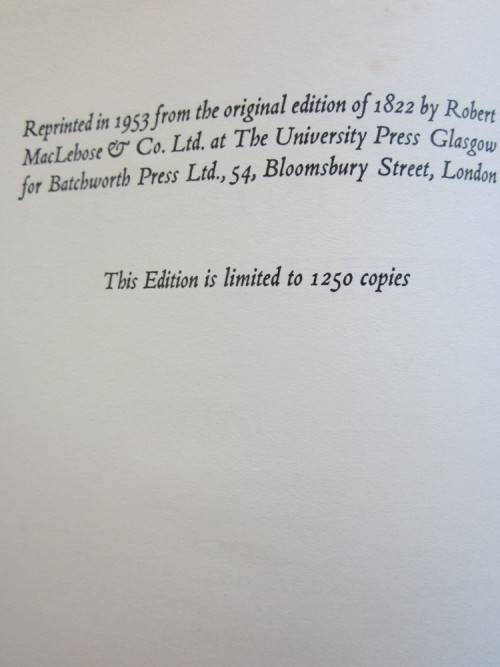 Reprinted in 1953 from the original edition of 1822 by Robert
MacLehose & Co. Ltd. at The University Press Glasgow
for Batchworth Press Ltd., 54, Bloomsbury Street, London
This Edition is limited to 1250 copies